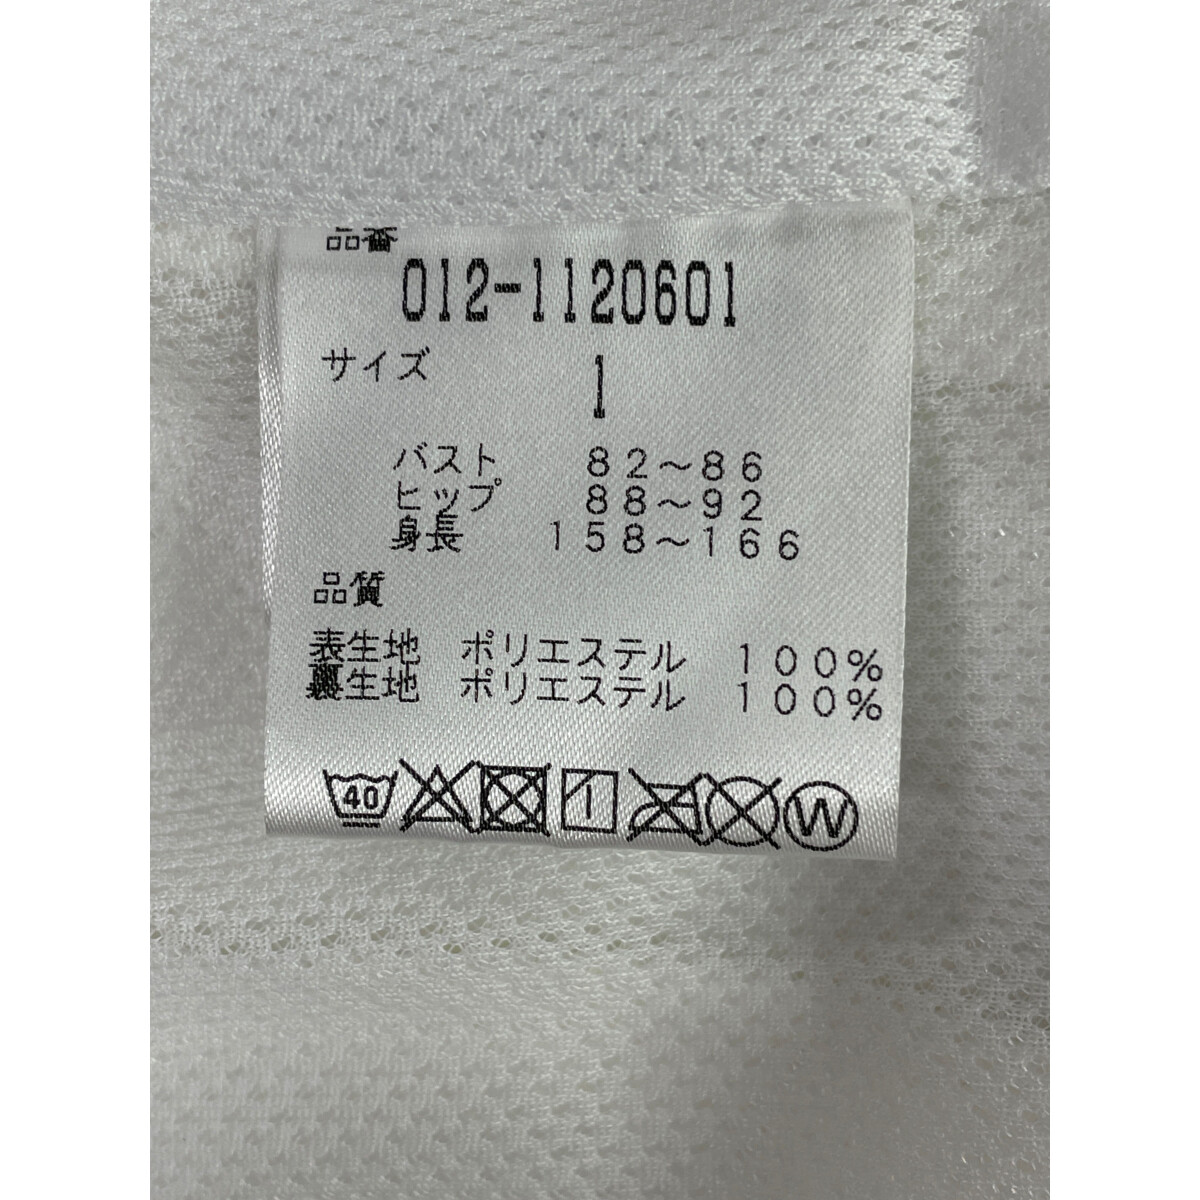 品番
012-1120601
サイズ 1
バスト 82～86
ヒップ 88～92
身長 158～166
品質
表生地 ポリエステル 100%
裏生地 ポリエステル 100%
40 W